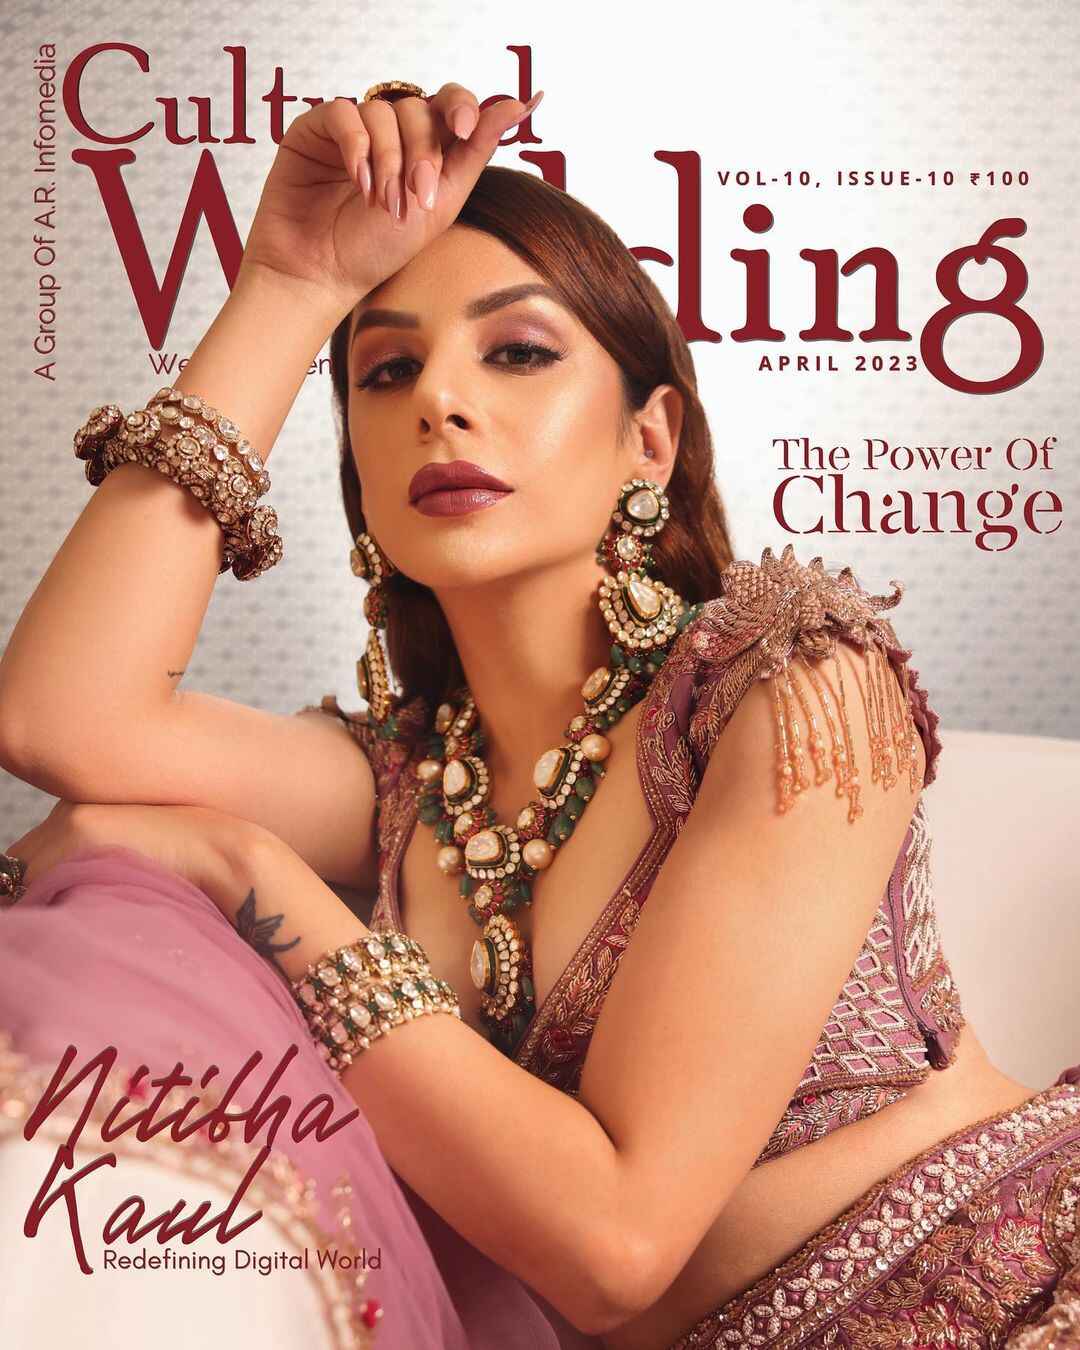 A Group Of A.R. Infomedia
Cultured
Wedding
VOL-10, ISSUE-10 ₹100
APRIL 2023
The Power Of
Change
Nitibha
Kaul
Redefining Digital World